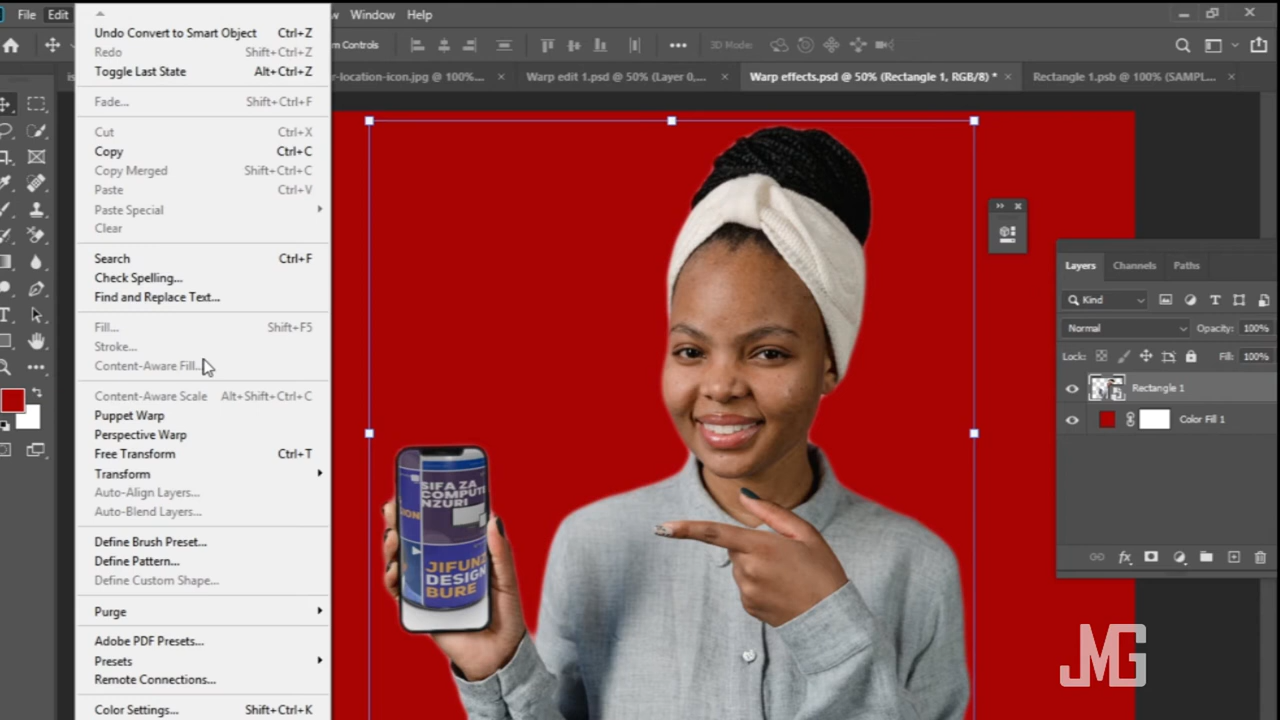 File Edit Window Help
Undo Convert to Smart Object Ctrl+Z
Redo Shift+Ctrl+Z
Toggle Last State Alt+Ctrl+Z
Fade... Shift+Ctrl+F
Cut Ctrl+X
Copy Ctrl+C
Copy Merged Shift+Ctrl+C
Paste Ctrl+V
Paste Special
Clear
Search Ctrl+F
Check Spelling...
Find and Replace Text...
Fill... Shift+F5
Stroke...
Content-Aware Fill...
Content-Aware Scale Alt+Shift+Ctrl+C
Puppet Warp
Perspective Warp
Free Transform Ctrl+T
Transform
Auto-Align Layers...
Auto-Blend Layers...
Define Brush Preset...
Define Pattern...
Define Custom Shape...
Purge
Adobe PDF Presets...
Presets
Remote Connections...
Color Settings... Shift+Ctrl+K
m Controls 3D Mode:
r-location-icon.jpg @ 100%... Warp edit 1.psd @ 50% (Layer 0,... Warp effects.psd @ 50% (Rectangle 1, RGB/8) * Rectangle 1.psb @ 100% (SAMPL...
SIFA ZA
COMPUTE
NZURI
JIFUNZ
DESIGN
BURE
Layers Channels Paths
Kind
Normal Opacity: 100%
Lock: Fill: 100%
Rectangle 1
Color Fill 1
JMG